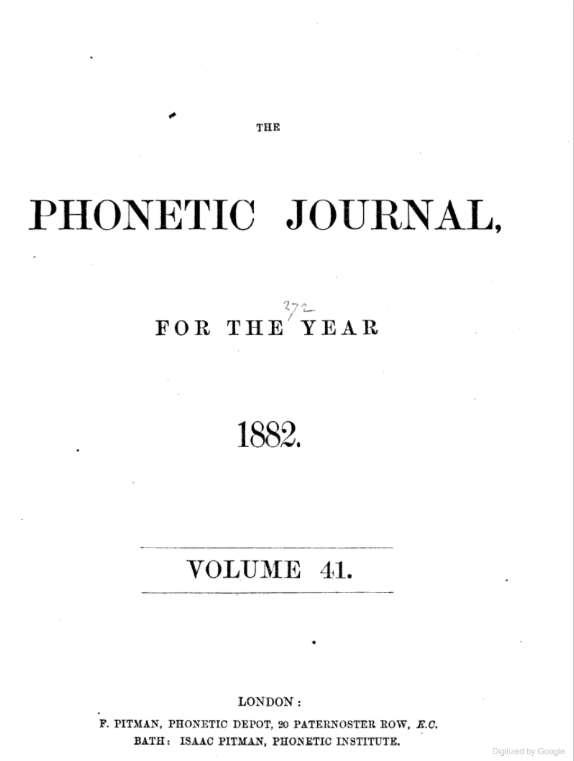 THE
PHONETIC JOURNAL,
272
FOR THE YEAR
1882.
VOLUME 41.
LONDON:
F. PITMAN, PHONETIC DEPOT, 20 PATERNOSTER ROW, E.C.
BATH: ISAAC PITMAN, PHONETIC INSTITUTE.
Digitized by Google